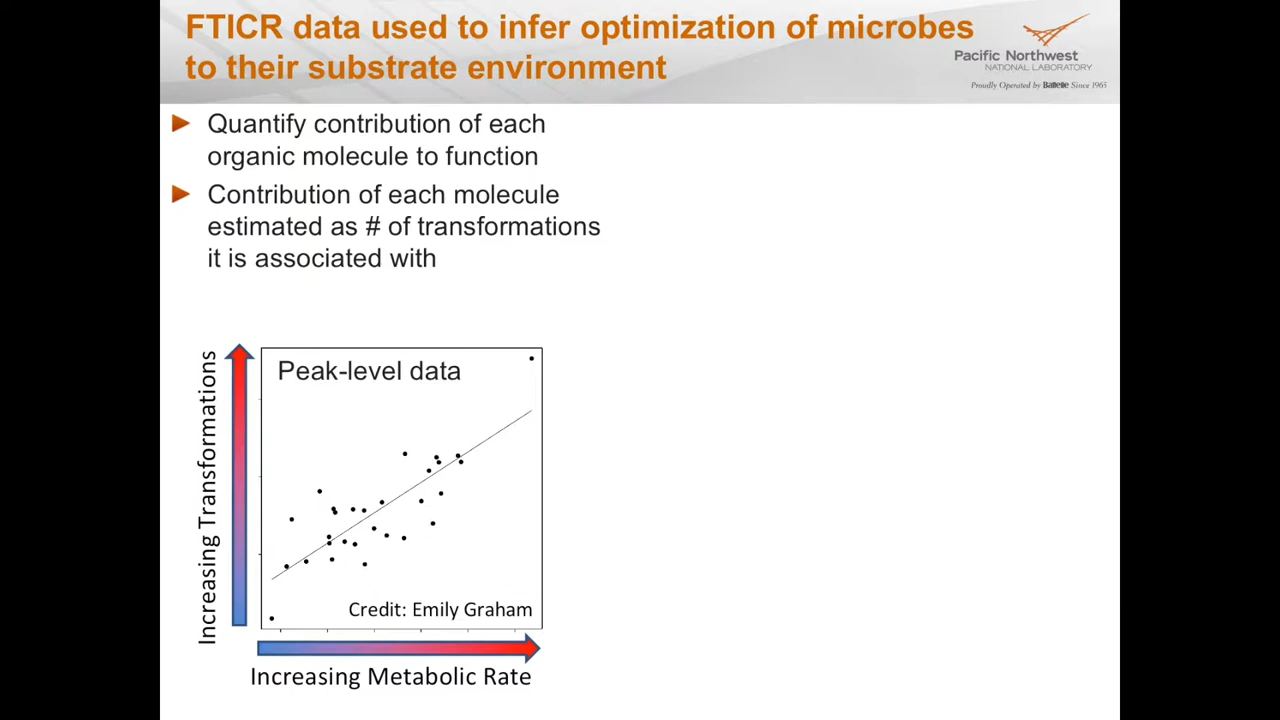 FTICR data used to infer optimization of microbes
to their substrate environment
Pacific Northwest
NATIONAL LABORATORY
Proudly Operated by Battelle Since 1965
Quantify contribution of each
organic molecule to function
Contribution of each molecule
estimated as # of transformations
it is associated with
Increasing Transformations
Peak-level data
Credit: Emily Graham
Increasing Metabolic Rate